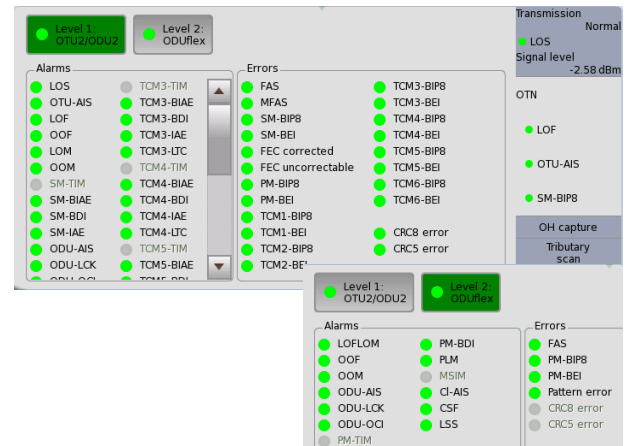 Level 1:
OTU2/ODU2
Level 2:
ODUflex
Alarms
LOS
OTU-AIS
LOF
OOF
LOM
OOM
SM-TIM
SM-BIAE
SM-BDI
SM-IAE
ODU-AIS
ODU-LCK
ODU-OCI
TCM3-TIM
TCM3-BIAE
TCM3-BDI
TCM3-IAE
TCM3-LTC
TCM4-TIM
TCM4-BIAE
TCM4-BDI
TCM4-IAE
TCM4-LTC
TCM5-TIM
TCM5-BIAE
TCM5-BDI
Errors
FAS
MFAS
SM-BIP8
SM-BEI
FEC corrected
FEC uncorrectable
PM-BIP8
PM-BEI
TCM1-BIP8
TCM1-BEI
TCM2-BIP8
TCM2-BEI
TCM3-BIP8
TCM3-BEI
TCM4-BIP8
TCM4-BEI
TCM5-BIP8
TCM5-BEI
TCM6-BIP8
TCM6-BEI
CRC8 error
CRC5 error
Transmission
Normal
LOS
Signal level
-2.58 dBm
OTN
LOF
OTU-AIS
SM-BIP8
OH capture
Tributary
scan
Level 1:
OTU2/ODU2
Level 2:
ODUflex
Alarms
LOFLOM
OOF
OOM
ODU-AIS
ODU-LCK
ODU-OCI
PM-TIM
PM-BDI
PLM
MSIM
CI-AIS
CSF
LSS
Errors
FAS
PM-BIP8
PM-BEI
Pattern error
CRC8 error
CRC5 error